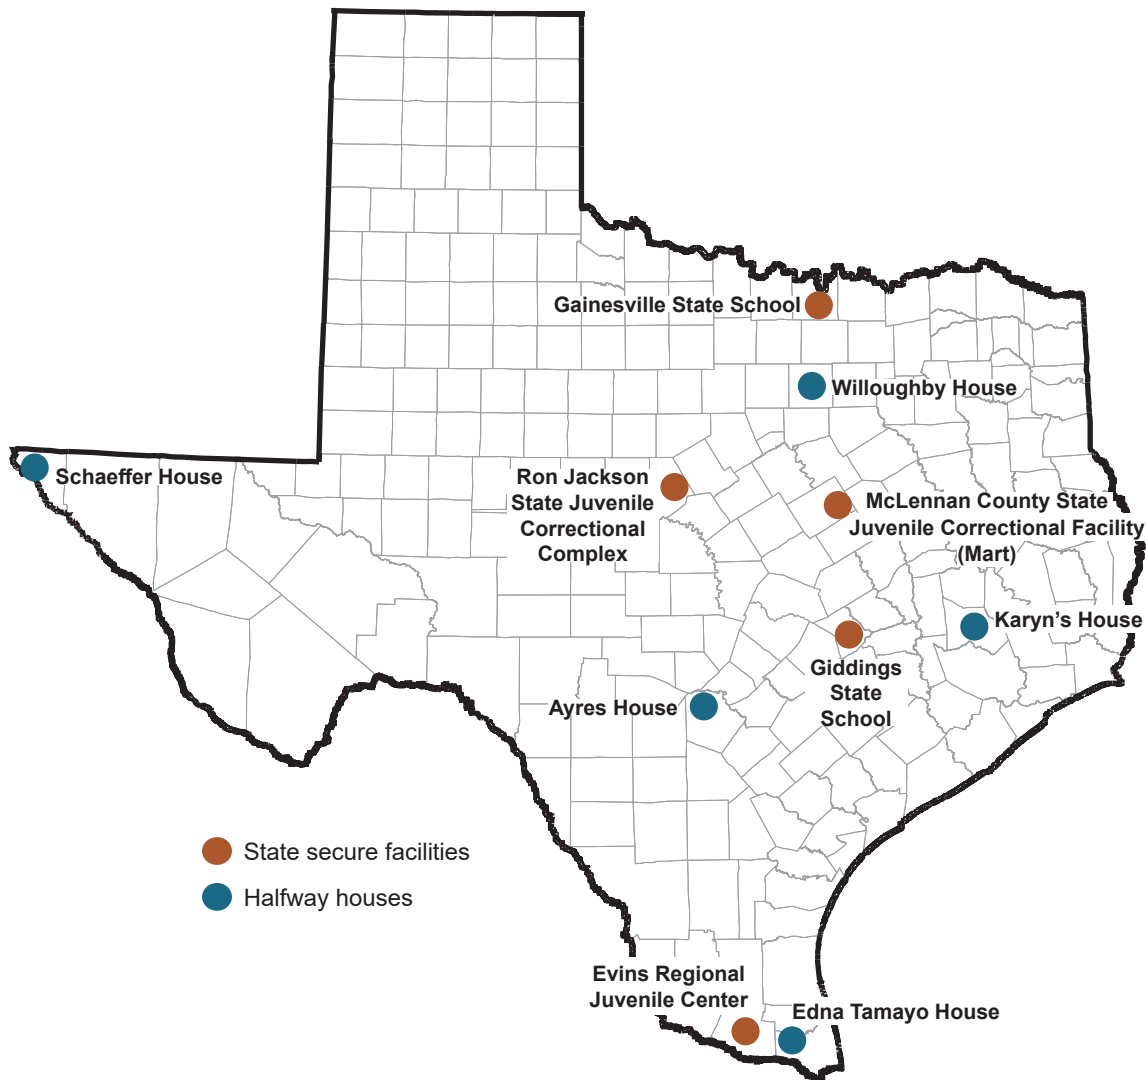 Gainesville State School
Willoughby House
Schaeffer House
Ron Jackson
State Juvenile
Correctional
Complex
McLennan County State
Juvenile Correctional Facility
(Mart)
Karyn’s House
Giddings
State
School
Ayres House
State secure facilities
Halfway houses
Evins Regional
Juvenile Center
Edna Tamayo House